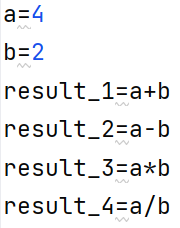 a=4
b=2
result_1=a+b
result_2=a-b
result_3=a*b
result_4=a/b